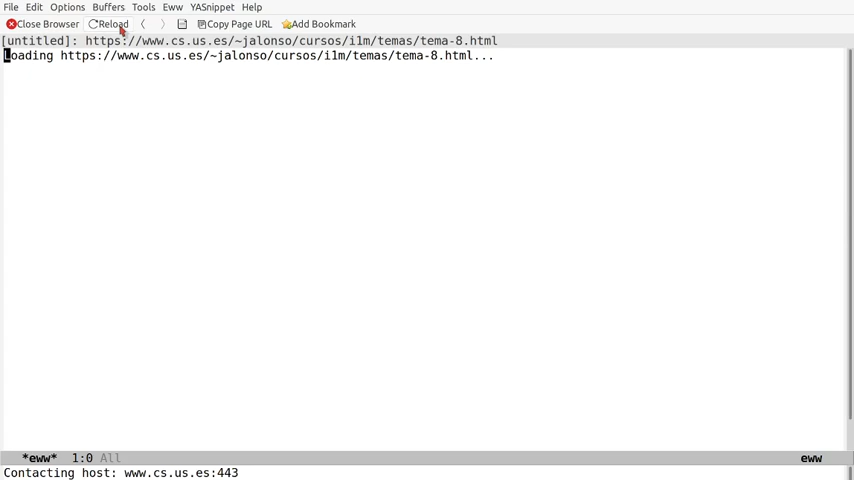 File Edit Options Buffers Tools Eww YASnippet Help
Close Browser Reload Copy Page URL Add Bookmark
[untitled]: https://www.cs.us.es/~jalonso/cursos/i1m/temas/tema-8.html
Loading https://www.cs.us.es/~jalonso/cursos/i1m/temas/tema-8.html...
*eww* 1:0 All eww
Contacting host: www.cs.us.es:443